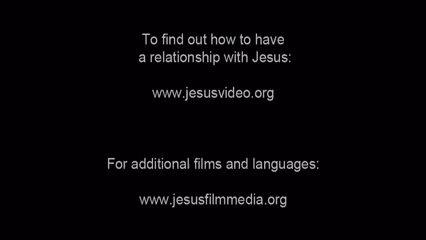 To find out how to have
a relationship with Jesus:
www.jesusvideo.org
For additional films and languages:
www.jesusfilmmedia.org